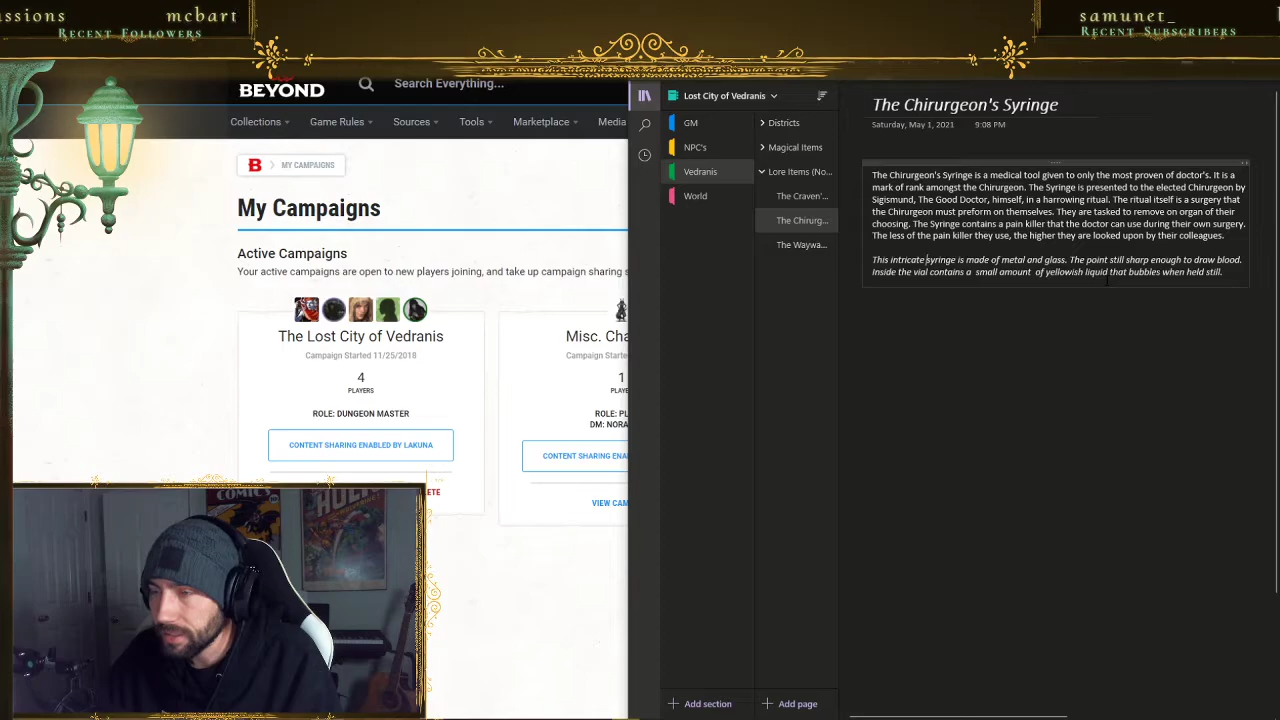 mcbart
Recent Followers
samunet_
Recent Subscribers
BEYOND
Search Everything...
Collections
Game Rules
Sources
Tools
Marketplace
Media
B
MY CAMPAIGNS
My Campaigns
Active Campaigns
Your active campaigns are open to new players joining, and take up campaign sharing s
The Lost City of Vedranis
Campaign Started 11/25/2018
4
PLAYERS
ROLE: DUNGEON MASTER
CONTENT SHARING ENABLED BY LAKUNA
ETE
Misc. Cha
Campaign Starte
1
PLAYE
ROLE: PL
DM: NORA
CONTENT SHARING ENA
VIEW CAM
Lost City of Vedranis
GM
NPC's
Vedranis
World
Add section
Districts
Magical Items
Lore Items (No...
The Craven'...
The Chirurg...
The Waywa...
Add page
The Chirurgeon's Syringe
Saturday, May 1, 2021 9:08 PM
The Chirurgeon's Syringe is a medical tool given to only the most proven of doctor's. It is a
mark of rank amongst the Chirurgeon. The Syringe is presented to the elected Chirurgeon by
Sigismund, The Good Doctor, himself, in a harrowing ritual. The ritual itself is a surgery that
the Chirurgeon must preform on themselves. They are tasked to remove on organ of their
choosing. The Syringe contains a pain killer that the doctor can use during their own surgery.
The less of the pain killer they use, the higher they are looked upon by their colleagues.
This intricate syringe is made of metal and glass. The point still sharp enough to draw blood.
Inside the vial contains a small amount of yellowish liquid that bubbles when held still.
COMICS